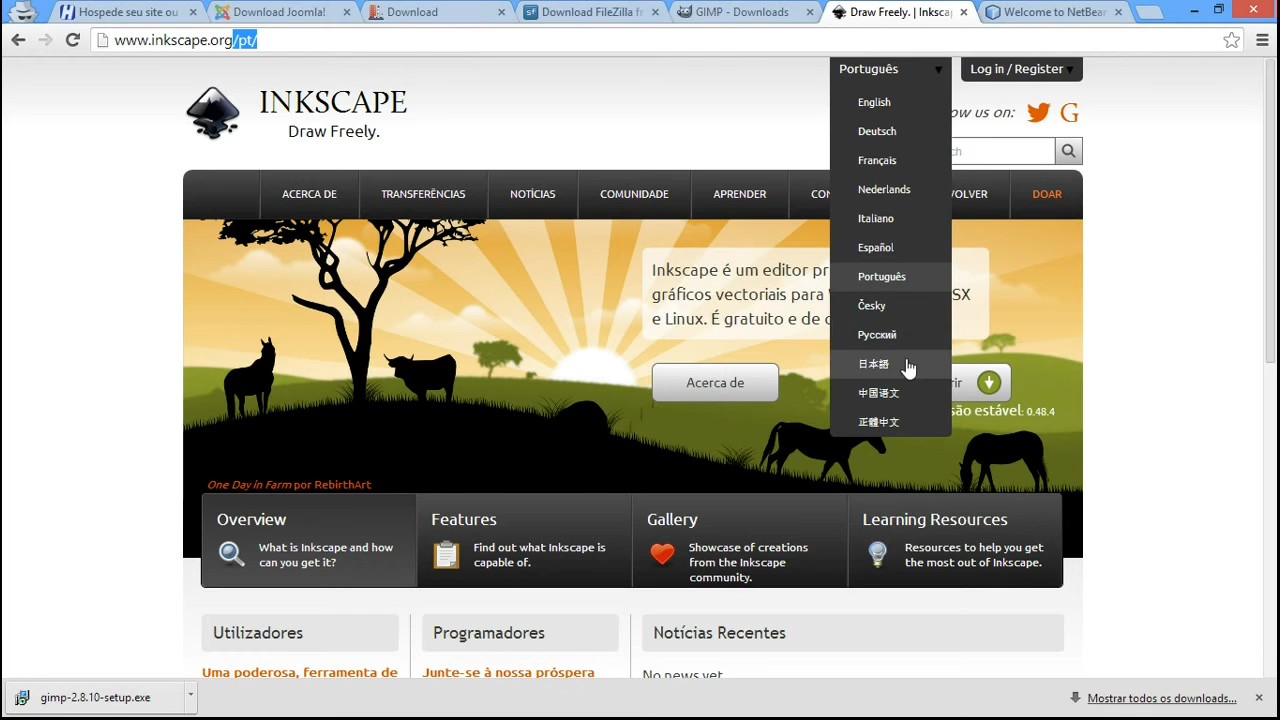 Hospede seu site ou
Download Joomla!
Download
Download FileZilla f
GIMP - Downloads
Draw Freely. | Inksca
Welcome to NetBear
www.inkscape.org/pt/
Português
Log in / Register
INKSCAPE
Draw Freely.
English
Deutsch
Français
Nederlands
Italiano
Español
Português
Česky
Русский
日本語
中国语文
正體中文
ow us on:
ch
ACERCA DE
TRANSFERÊNCIAS
NOTÍCIAS
COMUNIDADE
APRENDER
CON
VOLVER
DOAR
Inkscape é um editor pr
gráficos vectoriais para SX
e Linux. É gratuito e de c
Acerca de
rir
são estável: 0.48.4
One Day in Farm por RebirthArt
Overview
What is Inkscape and how
can you get it?
Features
Find out what Inkscape is
capable of.
Gallery
Showcase of creations
from the Inkscape
community.
Learning Resources
Resources to help you get
the most out of Inkscape.
Utilizadores
Programadores
Notícias Recentes
Uma poderosa, ferramenta de
Junte-se à nossa próspera
No news yet
gimp-2.8.10-setup.exe
Mostrar todos os downloads...